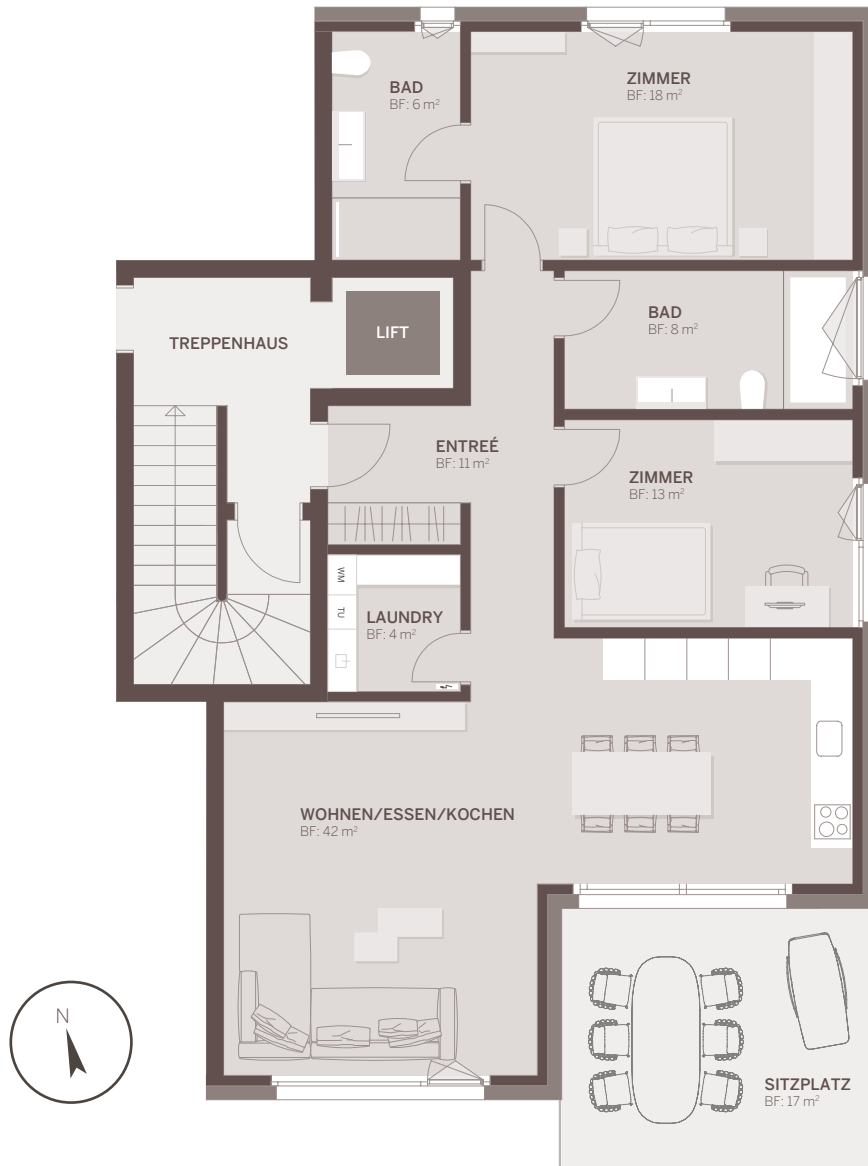 BAD
BF: 6 m²
ZIMMER
BF: 18 m²
TREPPENHAUS
LIFT
BAD
BF: 8 m²
ENTREÉ
BF: 11 m²
ZIMMER
BF: 13 m²
WM
TU
LAUNDRY
BF: 4 m²
WOHNEN/ESSEN/KOCHEN
BF: 42 m²
N
SITZPLATZ
BF: 17 m²